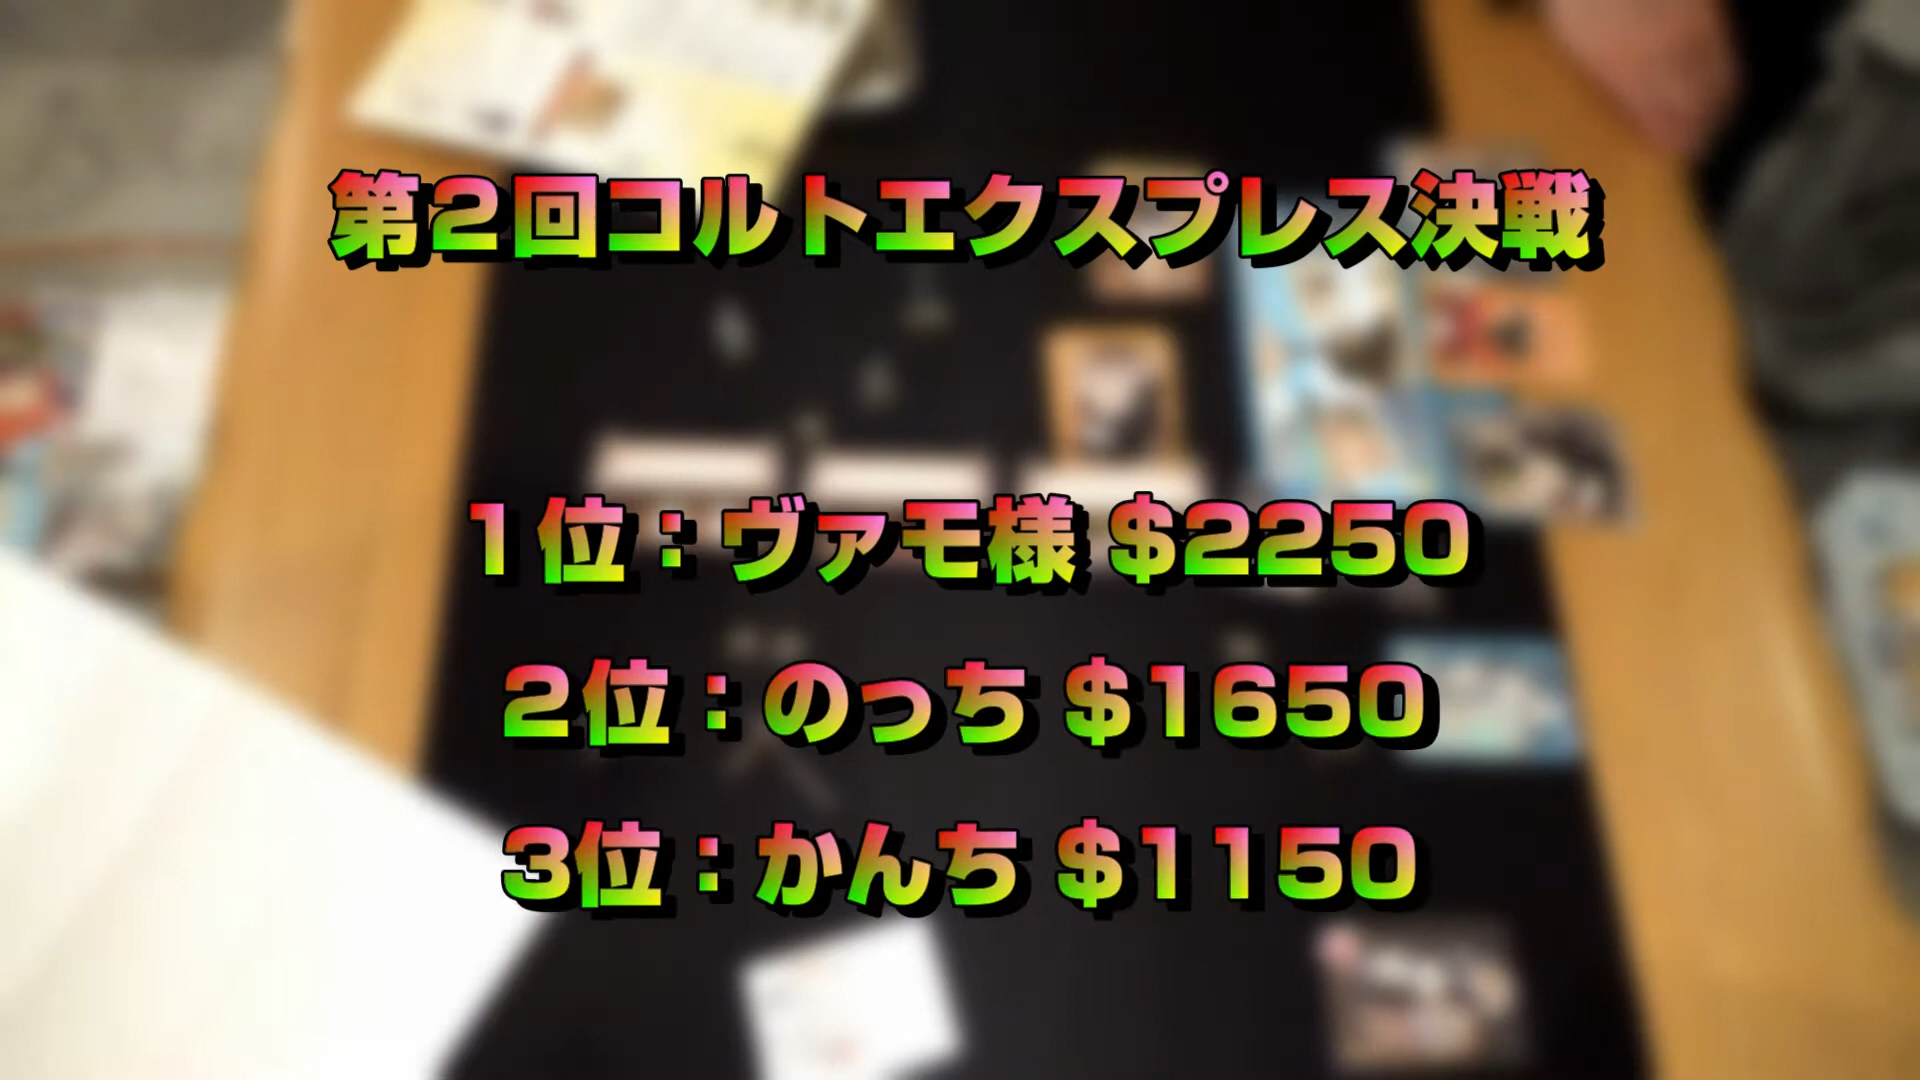 第2回コルトエクスプレス決戦
1位：ヴァモ様 $2250
2位：のっち $1650
3位：かんち $1150